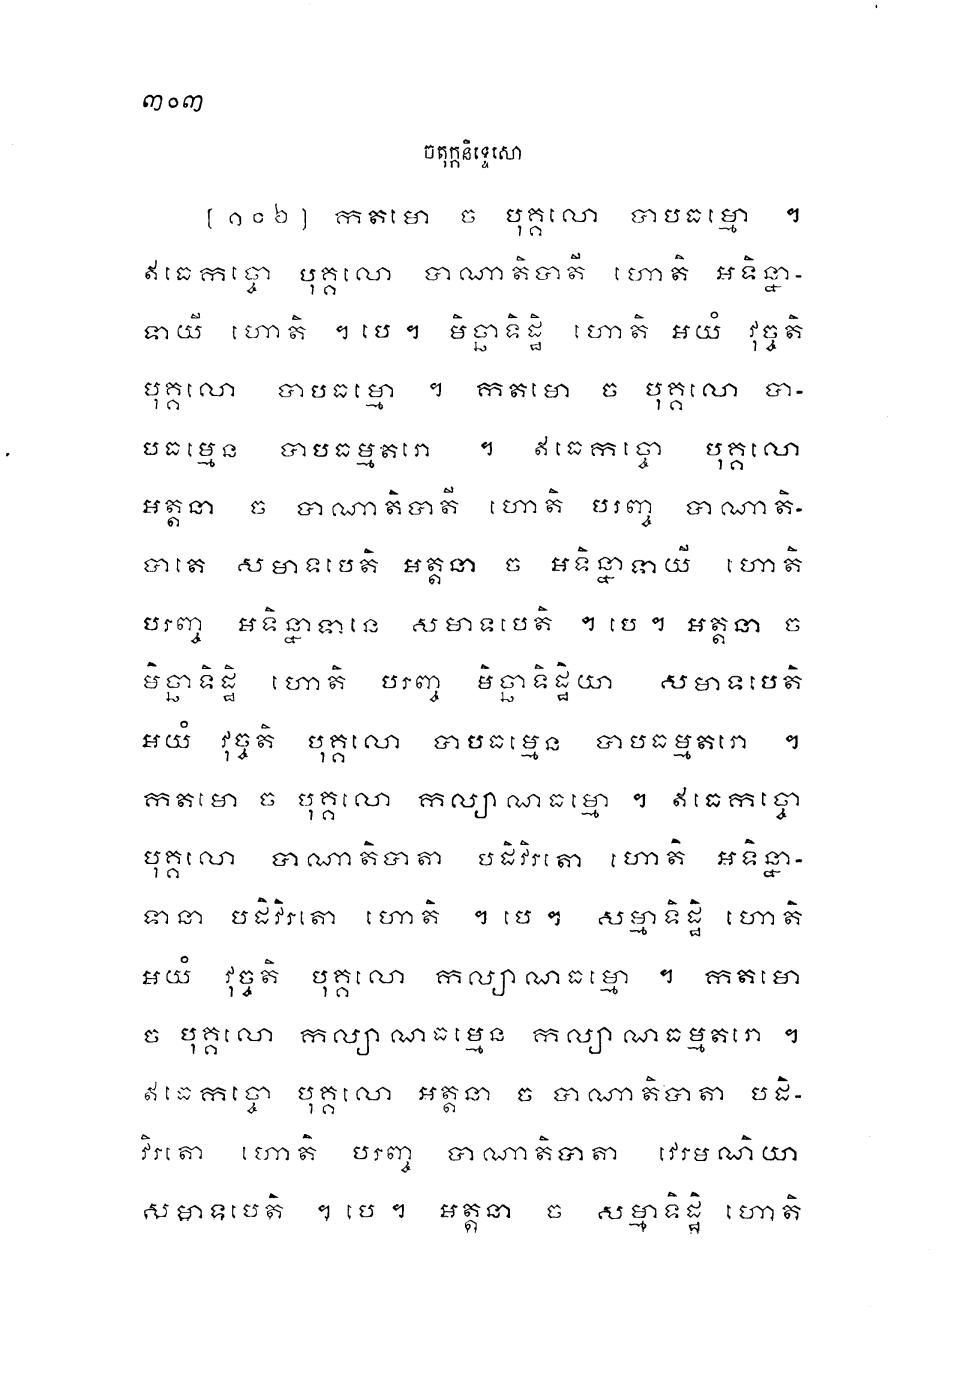 ៣០៣
ចតុក្កនិទ្ទេសោ
[១០៦] កតមោ ច បុគ្គលោ បាបធម្មោ ។
ឥធេកច្ចោ បុគ្គលោ បាណាតិបាតី ហោតិ អទិន្នា-
ទាយី ហោតិ ។ បេ ។ មិច្ឆាទិដ្ឋិ ហោតិ អយំ វុច្ចតិ
បុគ្គលោ បាបធម្មោ ។ កតមោ ច បុគ្គលោ បា-
បធម្មេន បាបធម្មតរោ ។ ឥធេកច្ចោ បុគ្គលោ
អត្តនា ច បាណាតិបាតី ហោតិ បរញ្ច បាណាតិ-
បាតេ សមាទបេតិ អត្តនា ច អទិន្នាទាយី ហោតិ
បរញ្ច អទិន្នាទានេ សមាទបេតិ ។ បេ ។ អត្តនា ច
មិច្ឆាទិដ្ឋិ ហោតិ បរញ្ច មិច្ឆាទិដ្ឋិយា សមាទបេតិ
អយំ វុច្ចតិ បុគ្គលោ បាបធម្មេន បាបធម្មតរោ ។
កតមោ ច បុគ្គលោ កល្យាណធម្មោ ។ ឥធេកច្ចោ
បុគ្គលោ បាណាតិបាតា បដិវិរតោ ហោតិ អទិន្នា-
ទានា បដិវិរតោ ហោតិ ។ បេ ។ សម្មាទិដ្ឋិ ហោតិ
អយំ វុច្ចតិ បុគ្គលោ កល្យាណធម្មោ ។ កតមោ
ច បុគ្គលោ កល្យាណធម្មេន កល្យាណធម្មតរោ ។
ឥធេកច្ចោ បុគ្គលោ អត្តនា ច បាណាតិបាតា បដិ-
វិរតោ ហោតិ បរញ្ច បាណាតិបាតា វេរមណិយា
សមាទបេតិ ។ បេ ។ អត្តនា ច សម្មាទិដ្ឋិ ហោតិ